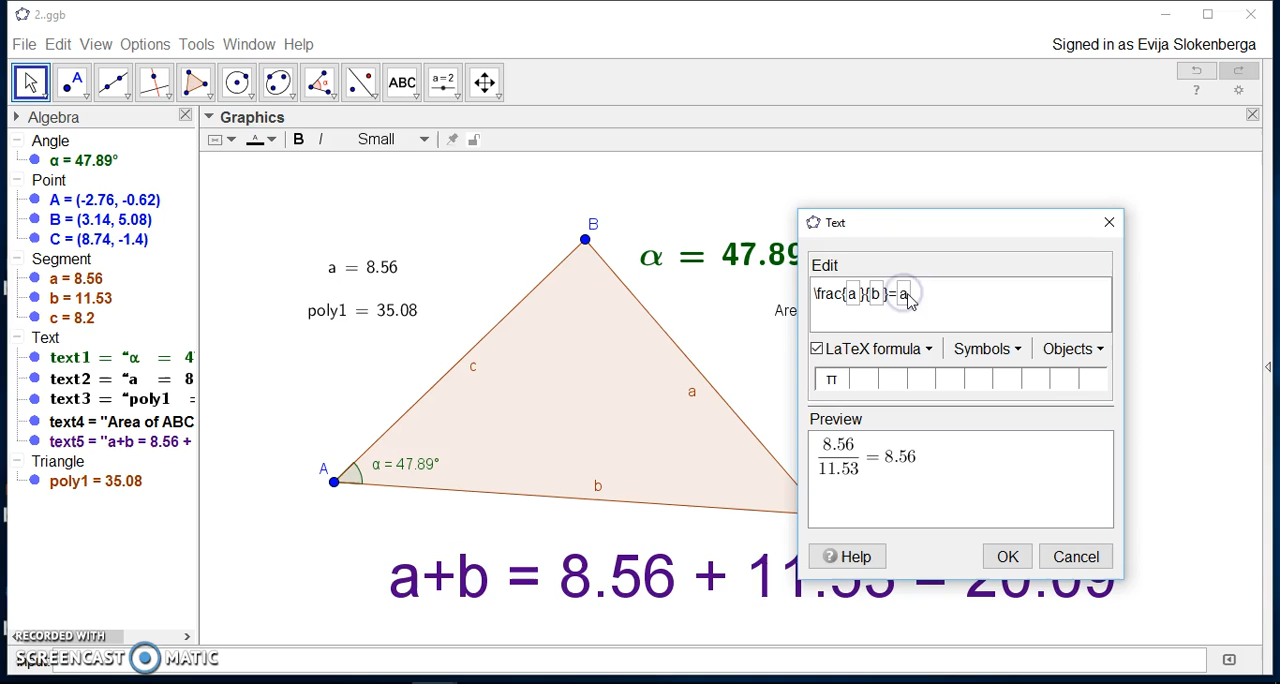 2..ggb
File Edit View Options Tools Window Help
Signed in as Evija Slokenberga
A
α
ABC
a=2
?
Algebra
Graphics
A
B
I
Small
Angle
α = 47.89°
Point
A = (-2.76, -0.62)
B = (3.14, 5.08)
C = (8.74, -1.4)
Segment
a = 8.56
b = 11.53
c = 8.2
Text
text1 = “α = 4
text2 = “a = 8
text3 = “poly1 =
text4 = "Area of ABC
text5 = "a+b = 8.56 +
Triangle
poly1 = 35.08
a = 8.56
poly1 = 35.08
B
α = 47.89
Are
c
a
A
α = 47.89°
b
a+b = 8.56 + 11.53 = 20.09
Text
Edit
\frac{ a }{ b }= a
LaTeX formula
Symbols
Objects
π
Preview
8.56
11.53
= 8.56
Help
OK
Cancel
RECORDED WITH
SCREENCAST MATIC
Input: